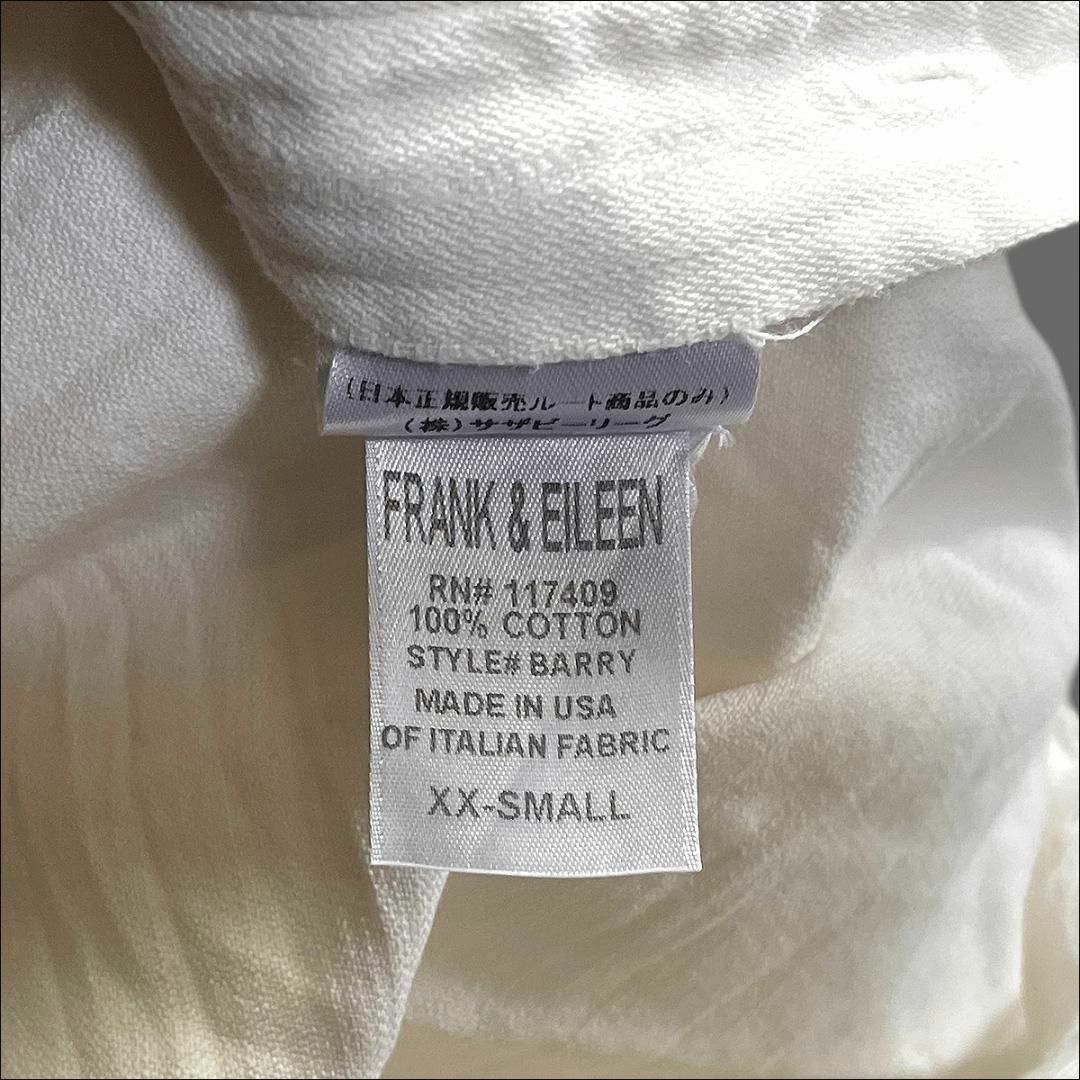 (日本正規販売ルート商品のみ)
(株)サザビーリーグ
FRANK & EILEEN
RN# 117409
100% COTTON
STYLE# BARRY
MADE IN USA
OF ITALIAN FABRIC
XX-SMALL